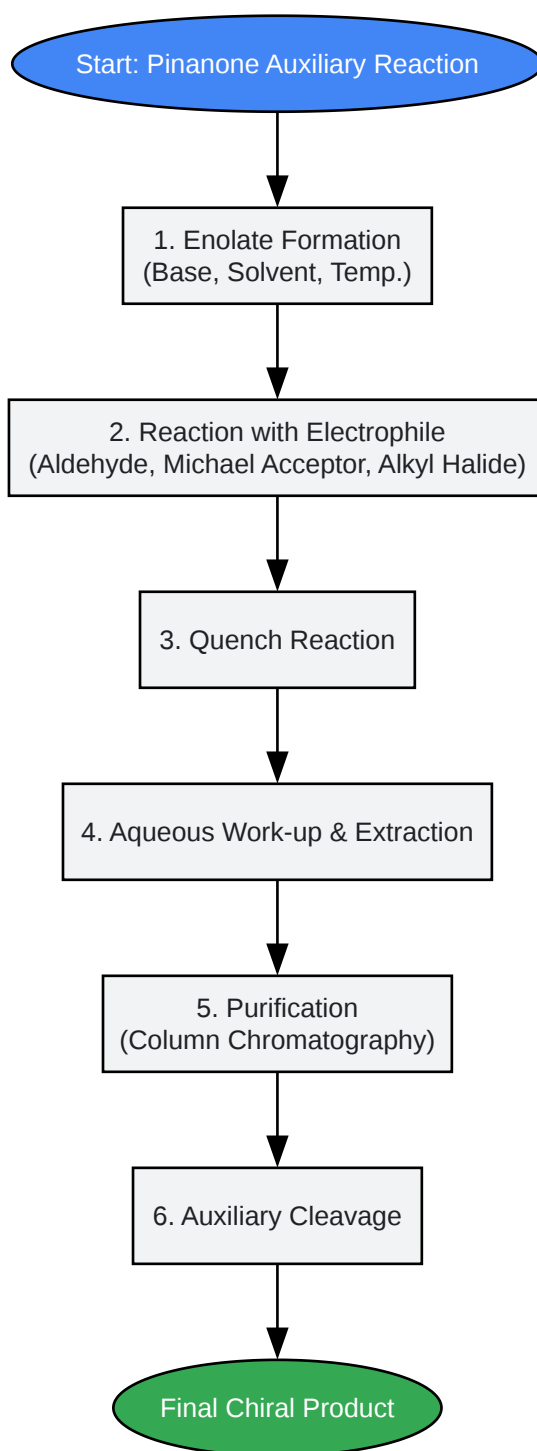 Start: Pinanone Auxiliary Reaction
1. Enolate Formation
(Base, Solvent, Temp.)
2. Reaction with Electrophile
(Aldehyde, Michael Acceptor, Alkyl Halide)
3. Quench Reaction
4. Aqueous Work-up & Extraction
5. Purification
(Column Chromatography)
6. Auxiliary Cleavage
Final Chiral Product